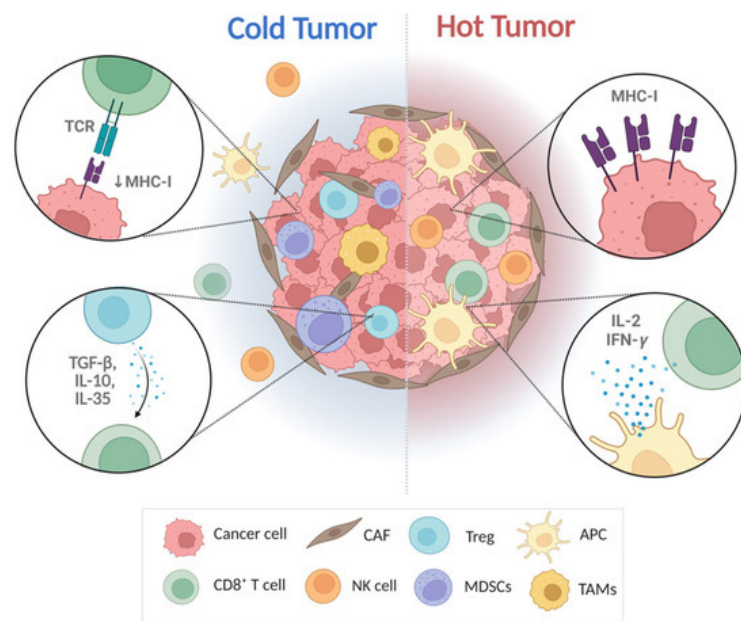 Cold Tumor
Hot Tumor
TCR
↓MHC-I
MHC-I
TGF-β,
IL-10,
IL-35
IL-2
IFN-γ
Cancer cell
CAF
Treg
APC
CD8⁺ T cell
NK cell
MDSCs
TAMs